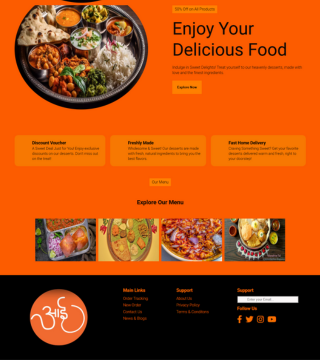 10% Off on All Products
Enjoy Your
Delicious Food
Indulge in Sweet Delights! Treat yourself to our heavenly desserts, made with
love and the finest ingredients.
Explore Now
Discount Voucher
A Sweet Deal Just for You! Enjoy exclusive
discounts on our desserts. Don't miss out
on the treat!
Freshly Made
Wholesome & Sweet! Our desserts are made
with fresh, natural ingredients to bring you the
best flavors.
Fast Home Delivery
Craving Something Sweet? Get your favorite
desserts delivered warm and fresh, right to
your doorstep!
Our Menu
Explore Our Menu
आई
Main Links
Order Tracking
New Order
Contact Us
News & Blogs
Support
About Us
Privacy Policy
Terms & Conditions
Support
Enter your Email...
Follow Us